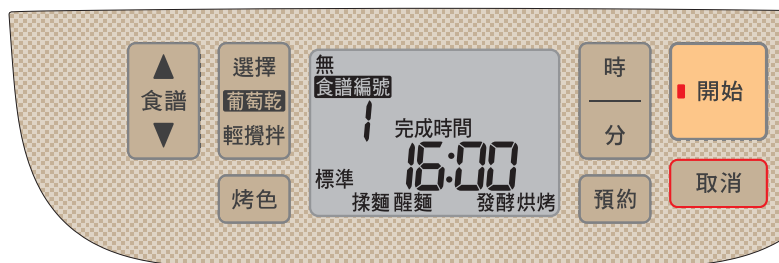 食譜
選擇
葡萄乾
輕攪拌
烤色
無
食譜編號
1
完成時間
16:00
標準
揉麵 醒麵 發酵 烘烤
時
分
預約
開始
取消